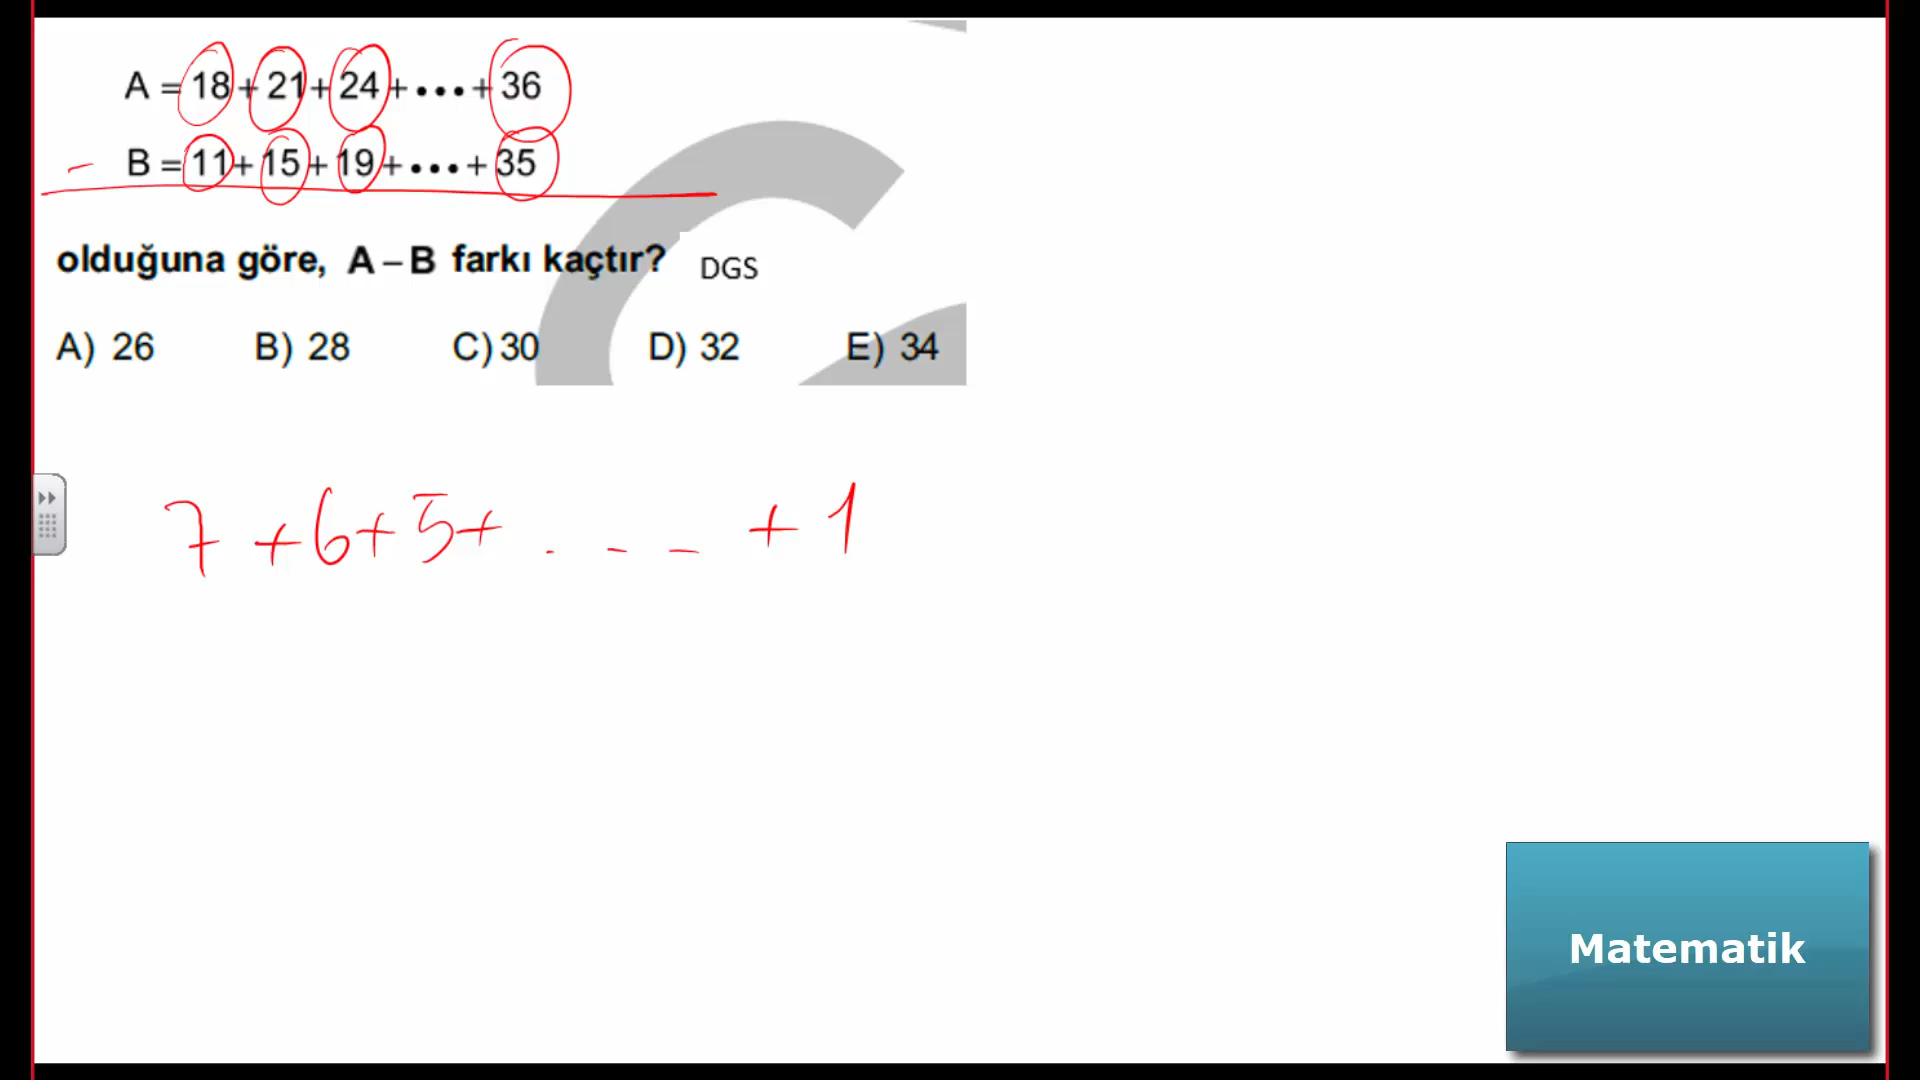 A = 18 + 21 + 24 + ••• + 36
– B = 11 + 15 + 19 + ••• + 35
olduğuna göre, A – B farkı kaçtır? DGS
A) 26 B) 28 C) 30 D) 32 E) 34
7 + 6 + 5 + . - - + 1
Matematik